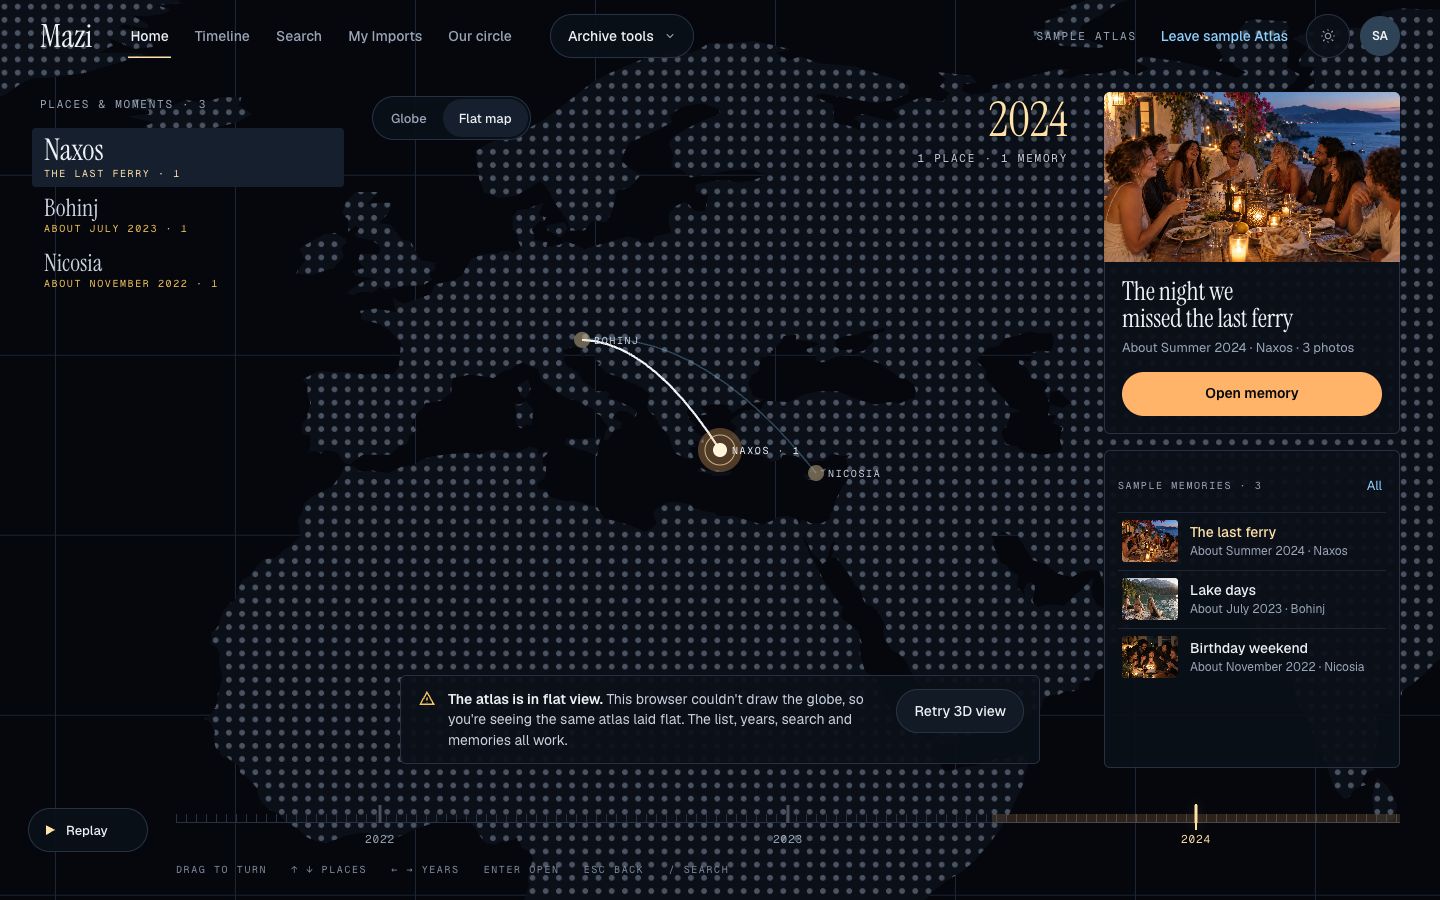 Mazi
Home
Timeline
Search
My Imports
Our circle
Archive tools
SAMPLE ATLAS
Leave sample Atlas
SA
PLACES & MOMENTS · 3
Naxos
THE LAST FERRY · 1
Bohinj
ABOUT JULY 2023 · 1
Nicosia
ABOUT NOVEMBER 2022 · 1
Globe
Flat map
2024
1 PLACE · 1 MEMORY
BOHINJ
NAXOS · 1
NICOSIA
The night we
missed the last ferry
About Summer 2024 · Naxos · 3 photos
Open memory
SAMPLE MEMORIES · 3
All
The last ferry
About Summer 2024 · Naxos
Lake days
About July 2023 · Bohinj
Birthday weekend
About November 2022 · Nicosia
The atlas is in flat view. This browser couldn't draw the globe, so
you're seeing the same atlas laid flat. The list, years, search and
memories all work.
Retry 3D view
Replay
2022
2023
2024
DRAG TO TURN
↑ ↓ PLACES
← → YEARS
ENTER OPEN
ESC BACK
/ SEARCH